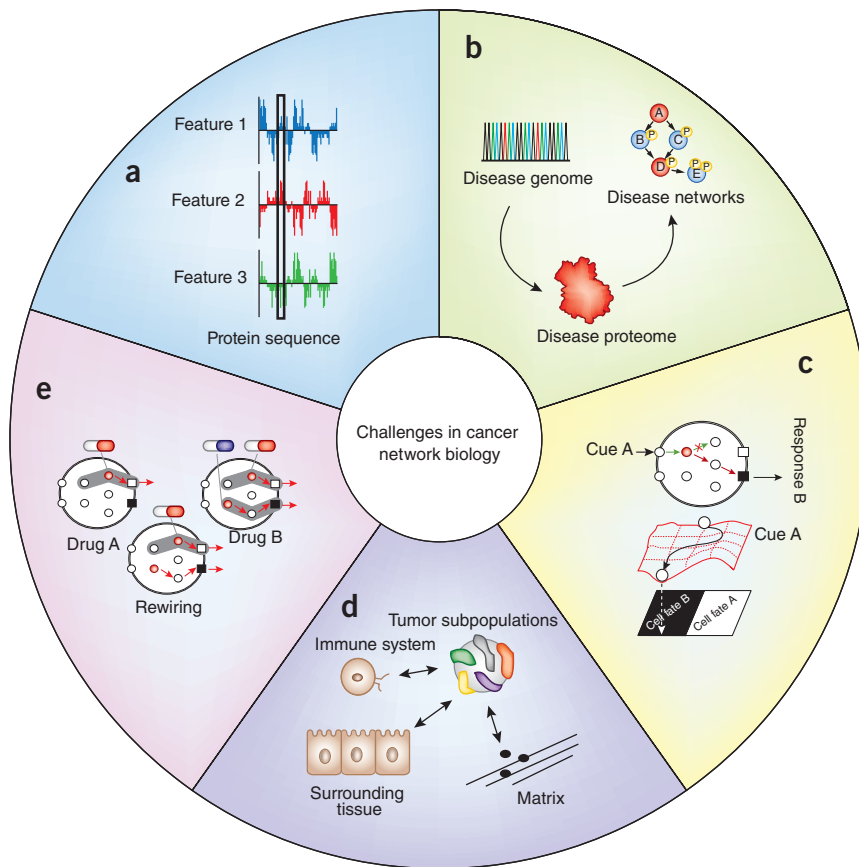 Challenges in cancer
network biology
a
Feature 1
Feature 2
Feature 3
Protein sequence
b
Disease genome
A
B
P
C
P
D
P
P
P
E
Disease networks
Disease proteome
c
Cue A
Response B
Cue A
Cell fate B
Cell fate A
d
Tumor subpopulations
Immune system
Surrounding
tissue
Matrix
e
Drug A
Drug B
Rewiring